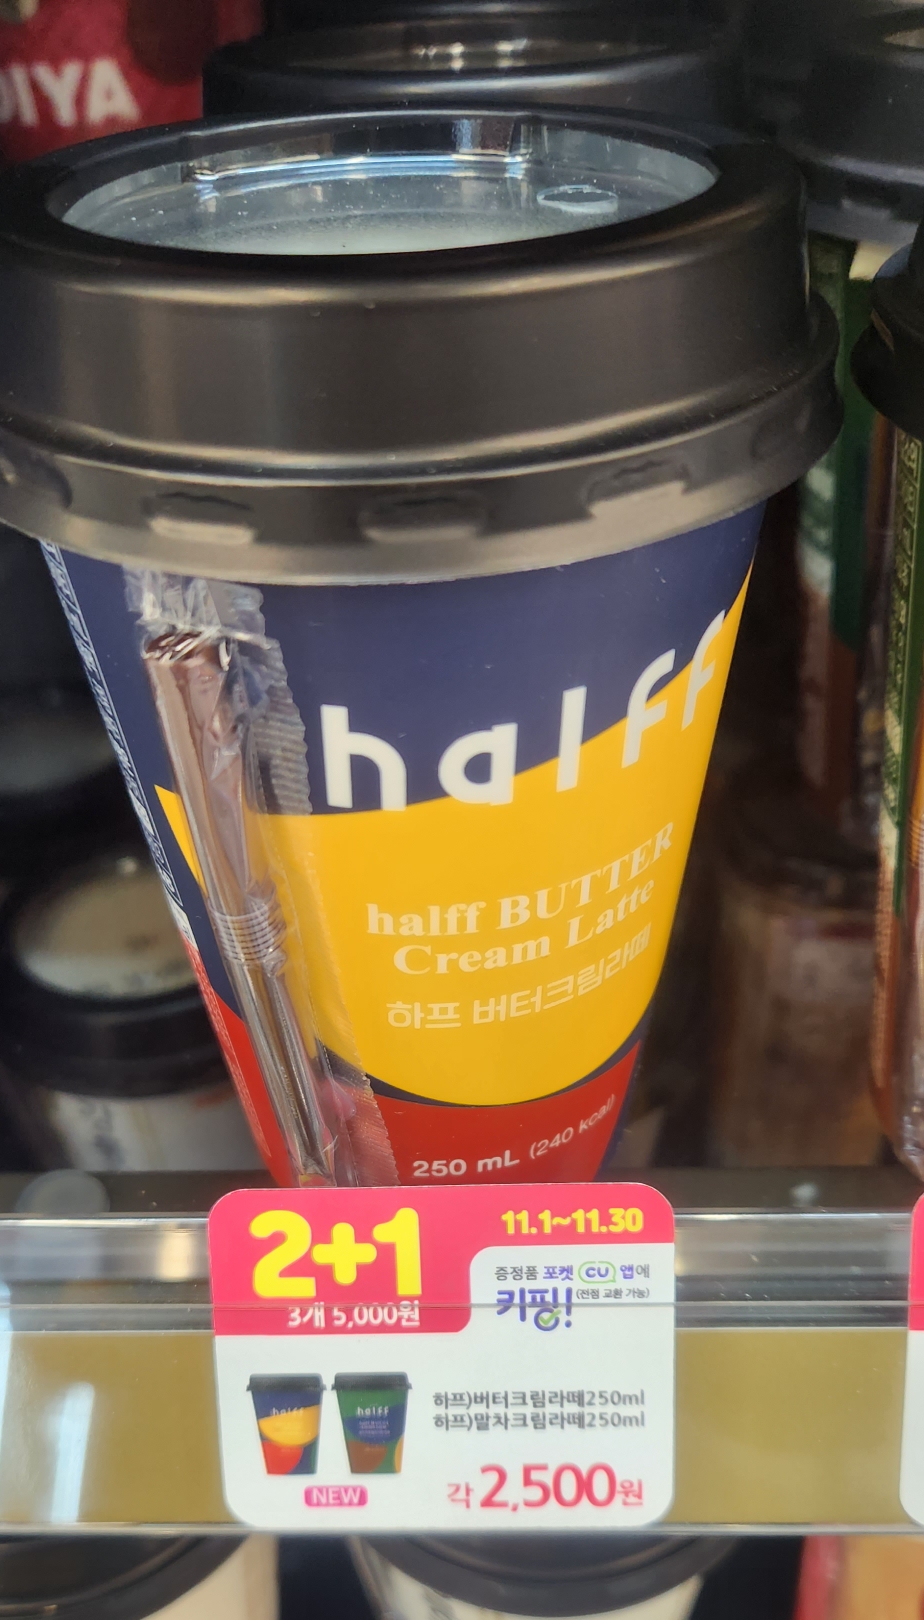 DIYA
halff
halff BUTTER
Cream Latte
하프 버터크림라떼
250 mL (240 kcal)
2+1
3개 5,000원
11.1~11.30
증정품 포켓 CU 앱에
키핑! (전점 교환 가능)
halff
halff
하프)버터크림라떼250ml
하프)말차크림라떼250ml
NEW
각 2,500원